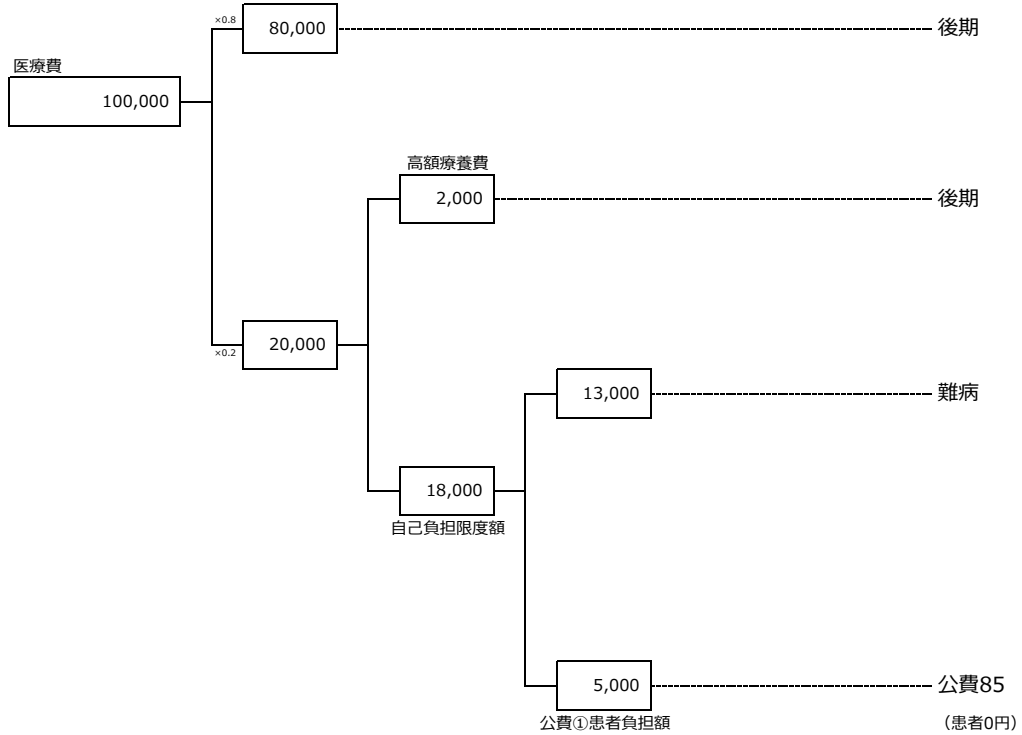 ×0.8
80,000
後期
医療費
100,000
高額療養費
2,000
後期
×0.2
20,000
13,000
難病
18,000
自己負担限度額
5,000
公費85
公費①患者負担額
（患者0円）